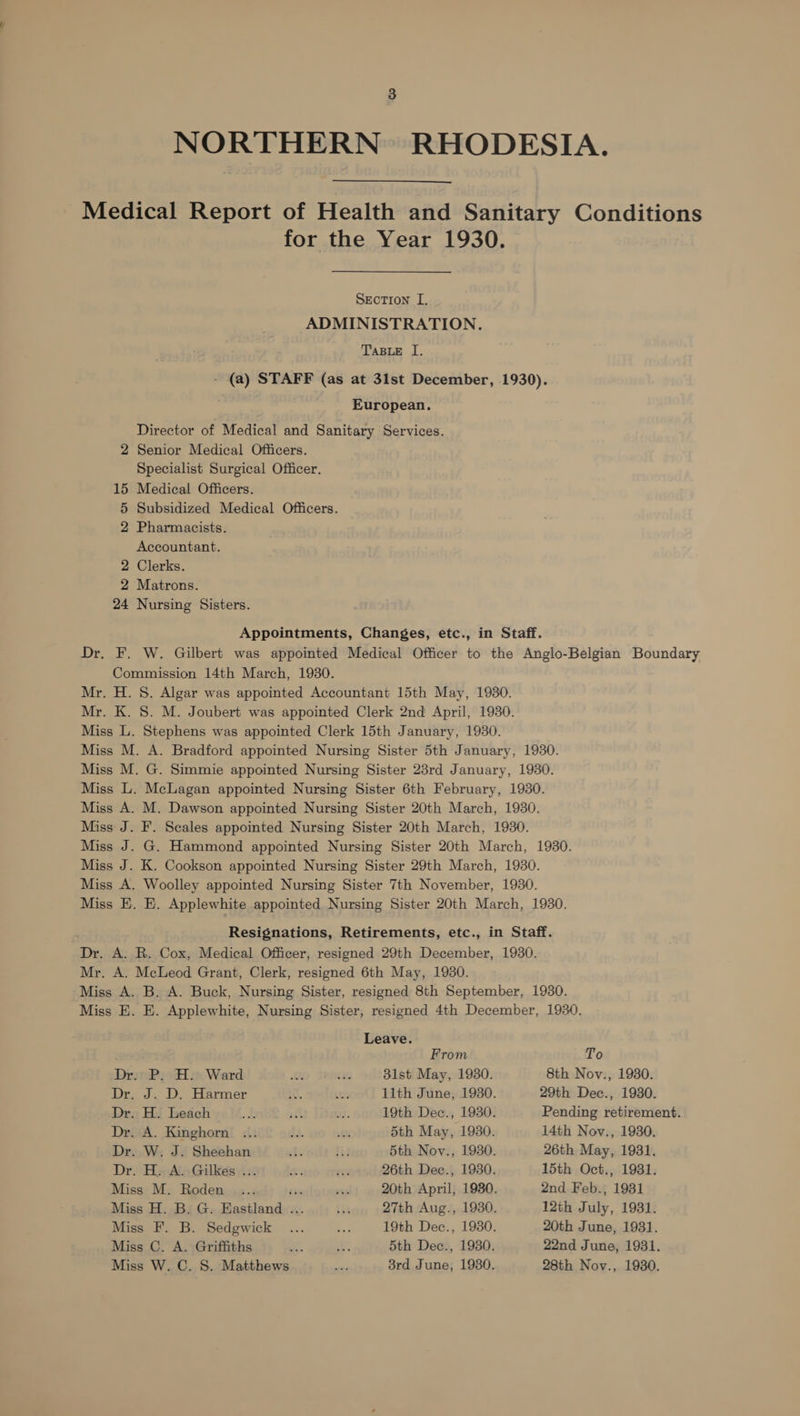 3
NORTHERN RHODESIA.
Medical Report of Health and Sanitary Conditions
for the Year 1930.
SECTION I.
ADMINISTRATION.
TABLE I.
(a) STAFF (as at 31st December, 1930).
European.
Director of Medical and Sanitary Services.
2 Senior Medical Officers.
Specialist Surgical Officer.
15 Medical Officers.
5 Subsidized Medical Officers.
2 Pharmacists.
Accountant.
2 Clerks.
2 Matrons.
24 Nursing Sisters.
Appointments, Changes, etc., in Staff.
Dr. F. W. Gilbert was appointed Medical Officer to the Anglo-Belgian Boundary
Commission 14th March, 1930.
Mr. H. S. Algar was appointed Accountant 15th May, 1930.
Mr. K. S. M. Joubert was appointed Clerk 2nd April, 1930.
Miss L. Stephens was appointed Clerk 15th January, 1930.
Miss M. A. Bradford appointed Nursing Sister 5th January, 1930.
Miss M. G. Simmie appointed Nursing Sister 23rd January, 1930.
Miss L. McLagan appointed Nursing Sister 6th February, 1930.
Miss A. M. Dawson appointed Nursing Sister 20th March, 1930.
Miss J. F. Scales appointed Nursing Sister 20th March, 1930.
Miss J. G. Hammond appointed Nursing Sister 20th March, 1930.
Miss J. K. Cookson appointed Nursing Sister 29th March, 1930.
Miss A. Woolley appointed Nursing Sister 7th November, 1930.
Miss E. E. Applewhite appointed Nursing Sister 20th March, 1930.
Resignations, Retirements, etc., in Staff.
Dr. A. R. Cox, Medical Officer, resigned 29th December, 1930.
Mr. A. McLeod Grant, Clerk, resigned 6th May, 1930.
Miss A. B. A. Buck, Nursing Sister, resigned 8th September, 1930.
Miss E. E. Applewhite, Nursing Sister, resigned 4th December, 1930.
Leave.
From To
Dr. P. H. Ward ... ... 31st May, 1930. 8th Nov., 1930.
Dr. J. D. Harmer ... ... 11th June, 1930. 29th Dec., 1930.
Dr. H. Leach ... ... ... 19th Dec., 1930. Pending retirement.
Dr. A. Kinghorn ... ... ... 5th May, 1930. 14th Nov., 1930.
Dr. W. J. Sheehan ... ... 5th Nov., 1930. 26th May, 1931.
Dr. H. A. Gilkes ... ... ... 26th Dec., 1930. 15th Oct., 1931.
Miss M. Roden ... ... ... 20th April, 1930. 2nd Feb., 1931
Miss H. B. G. Eastland ... ... 27th Aug., 1930. 12th July, 1931.
Miss F. B. Sedgwick ... ... 19th Dec., 1930. 20th June, 1931.
Miss C. A. Griffiths ... ... 5th Dec., 1930. 22nd June, 1931.
Miss W. C. S. Matthews ... 3rd June, 1930. 28th Nov., 1930.